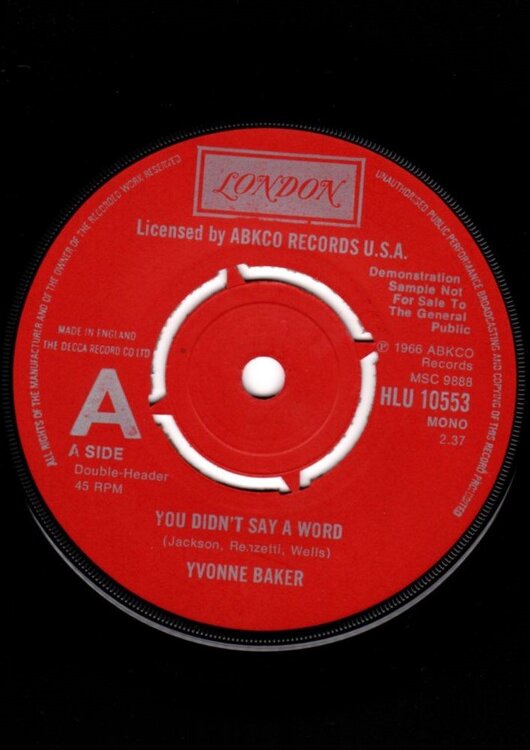 LONDON
Licensed by ABKCO RECORDS U.S.A.
Demonstration
Sample Not
For Sale To
The General
Public
MADE IN ENGLAND
THE DECCA RECORD CO LTD
℗ 1966 ABKCO
Records
MSC 9888
HLU 10553
MONO
2.37
A
A SIDE
Double-Header
45 RPM
YOU DIDN'T SAY A WORD
(Jackson, Renzetti, Wells)
YVONNE BAKER
ALL RIGHTS OF THE MANUFACTURER AND OF THE OWNER OF THE RECORDED WORK RESERVED
UNAUTHORISED PUBLIC PERFORMANCE BROADCASTING AND COPYING OF THIS RECORD PROHIBITED